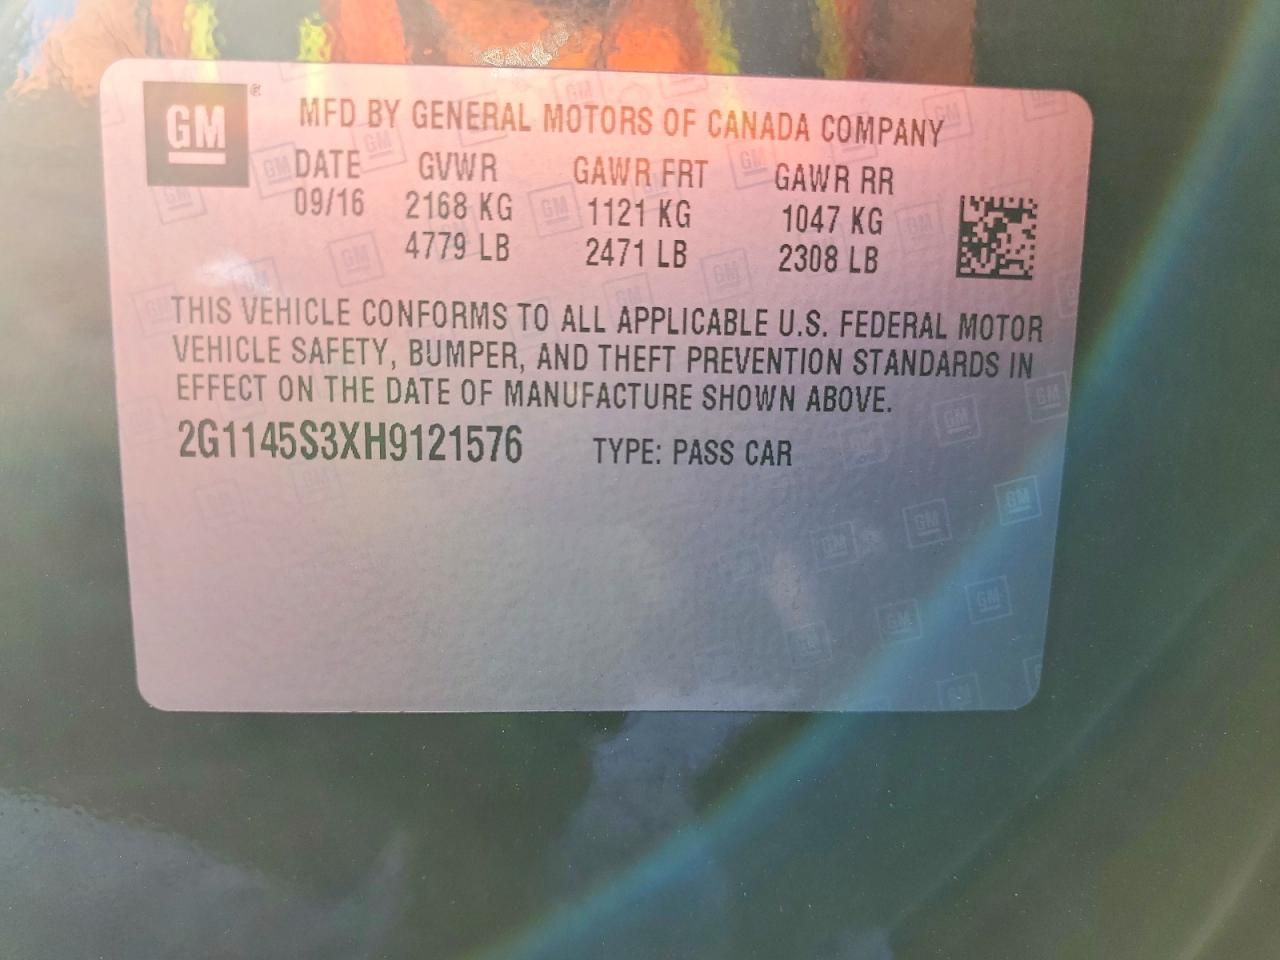 GM®
MFD BY GENERAL MOTORS OF CANADA COMPANY
DATE GVWR GAWR FRT GAWR RR
09/16 2168 KG 1121 KG 1047 KG
4779 LB 2471 LB 2308 LB
THIS VEHICLE CONFORMS TO ALL APPLICABLE U.S. FEDERAL MOTOR
VEHICLE SAFETY, BUMPER, AND THEFT PREVENTION STANDARDS IN
EFFECT ON THE DATE OF MANUFACTURE SHOWN ABOVE.
2G1145S3XH9121576 TYPE: PASS CAR